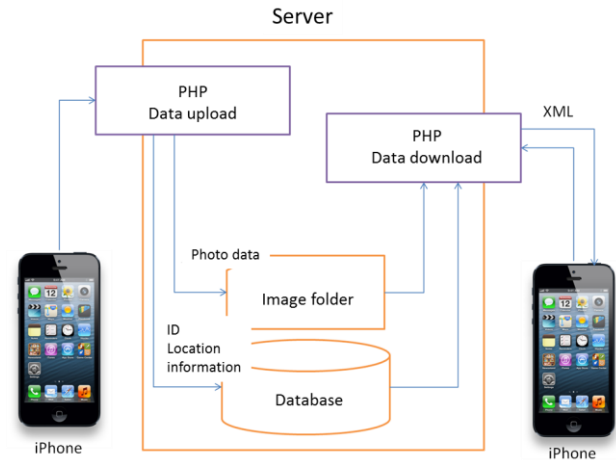 Server
PHP
Data upload
PHP
Data download
XML
Photo data
Image folder
ID
Location
information
Database
iPhone
iPhone